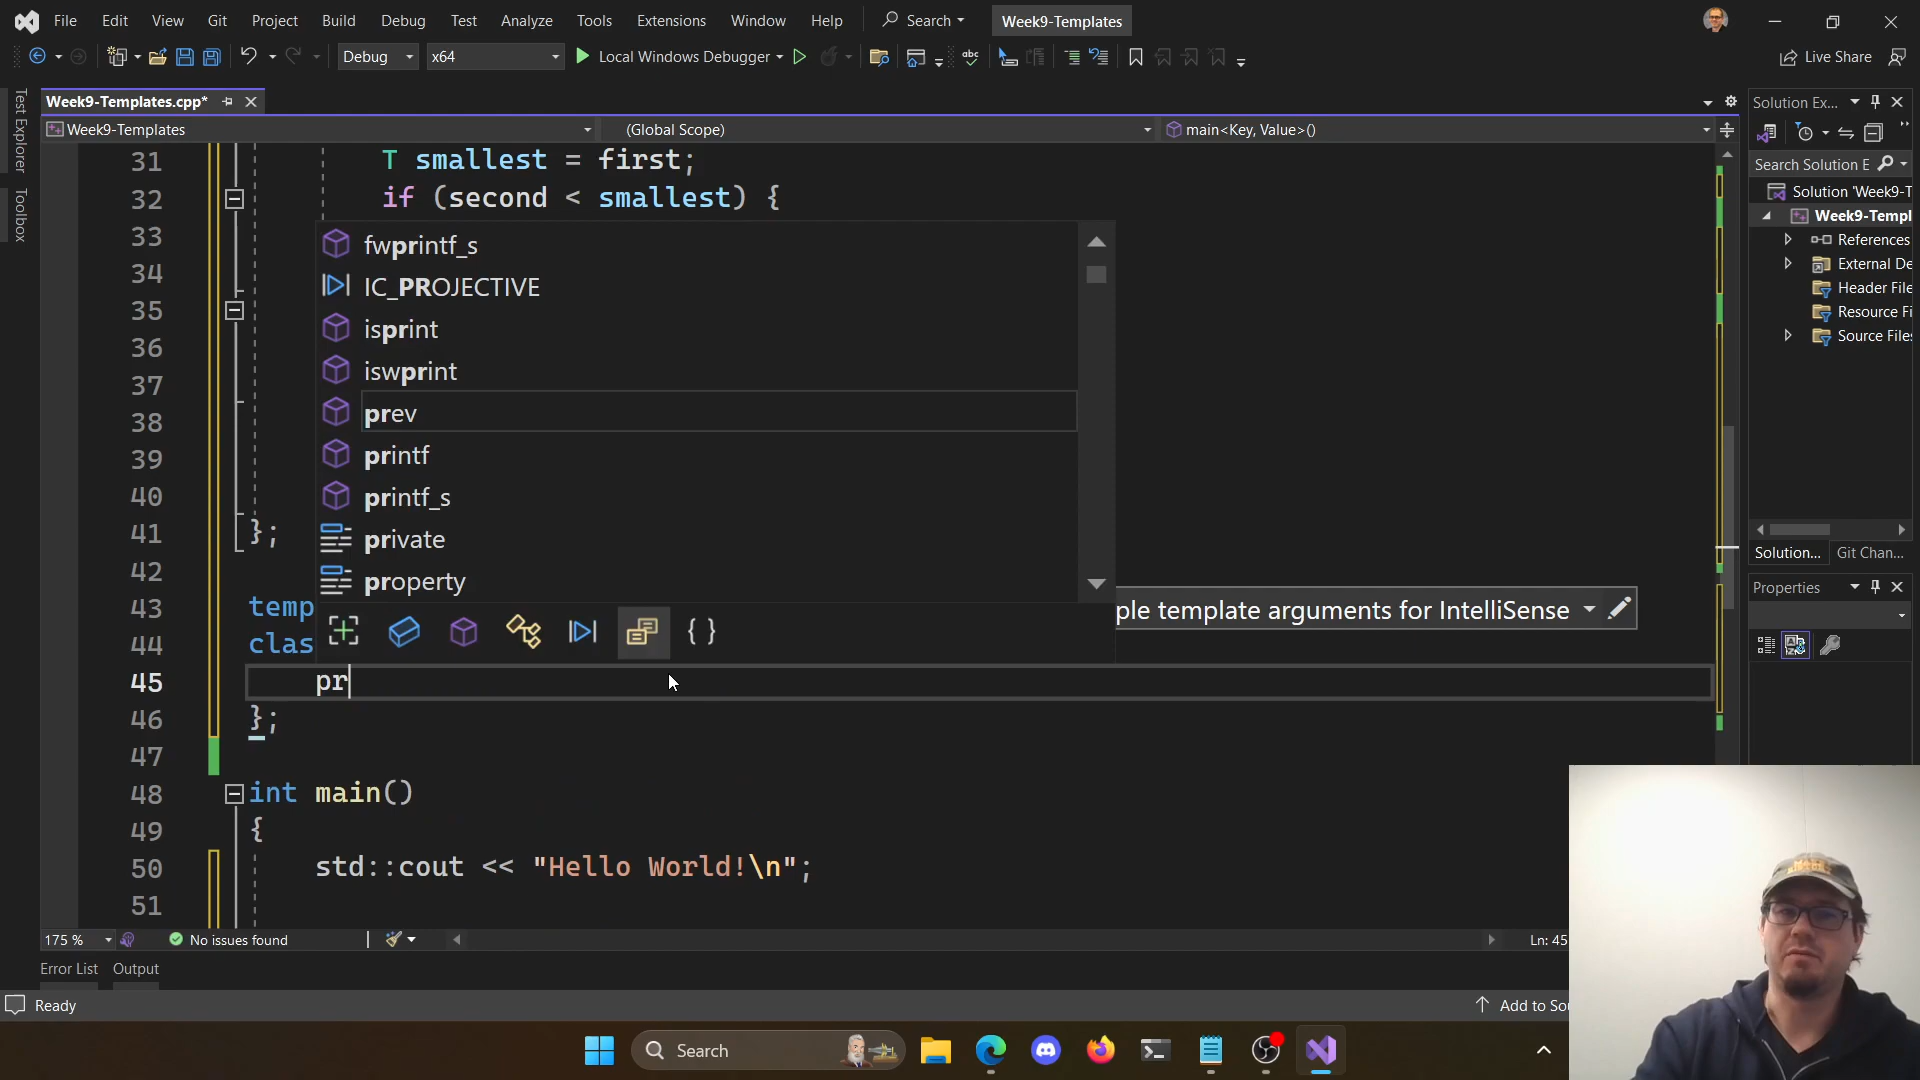 File Edit View Git Project Build Debug Test Analyze Tools Extensions Window Help Search Week9-Templates
Debug x64 Local Windows Debugger abc Live Share
Week9-Templates.cpp*
Week9-Templates (Global Scope) main<Key, Value>()
Test Explorer
Toolbox
31 T smallest = first;
32 if (second < smallest) {
33
34
35
36
37
38
39
40
41 };
42
43 temp
44 clas
45 pr
46 };
47
48 int main()
49 {
50 std::cout << "Hello World!\n";
51
fwprintf_s
IC_PROJECTIVE
isprint
iswprint
prev
printf
printf_s
private
property
{ }
ple template arguments for IntelliSense
175 % No issues found Ln: 45
Error List Output
Ready Add to Sou
Solution Ex...
Search Solution E
Solution 'Week9-T
Week9-Templ
References
External De
Header File
Resource Fi
Source Files
Solution... Git Chan...
Properties
Search